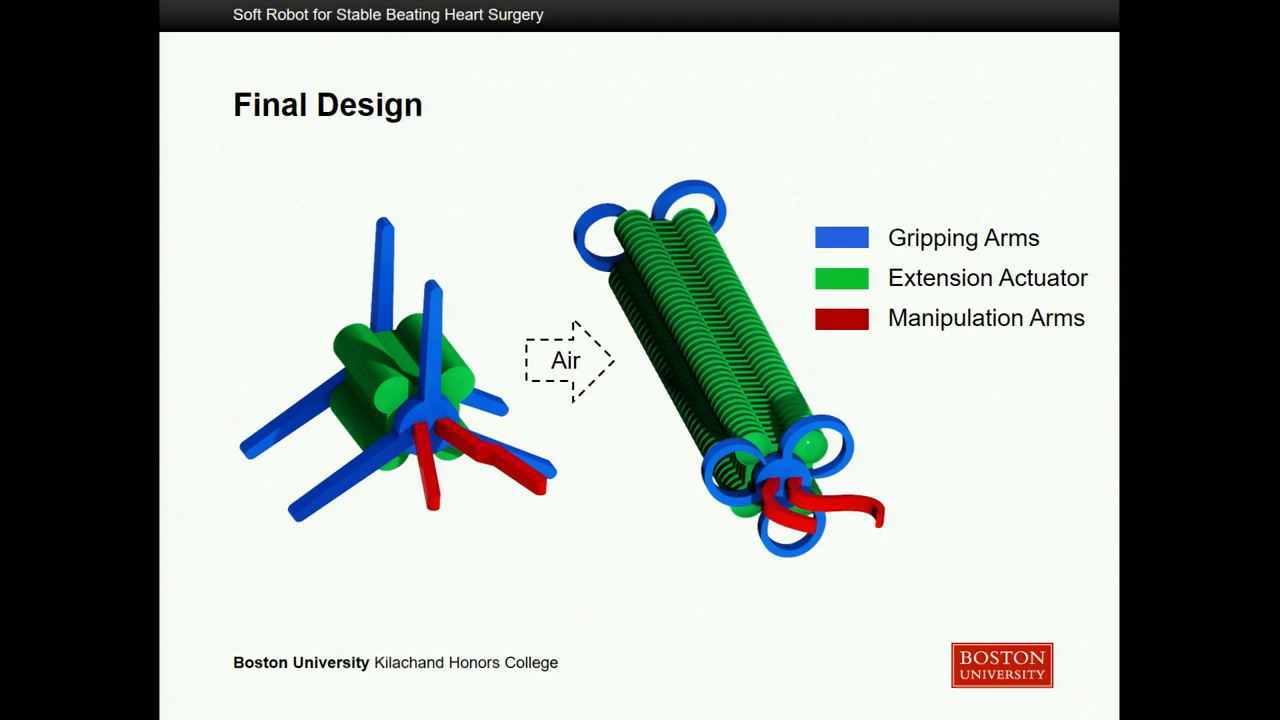 Soft Robot for Stable Beating Heart Surgery
Final Design
Air
Gripping Arms
Extension Actuator
Manipulation Arms
Boston University Kilachand Honors College
BOSTON
UNIVERSITY